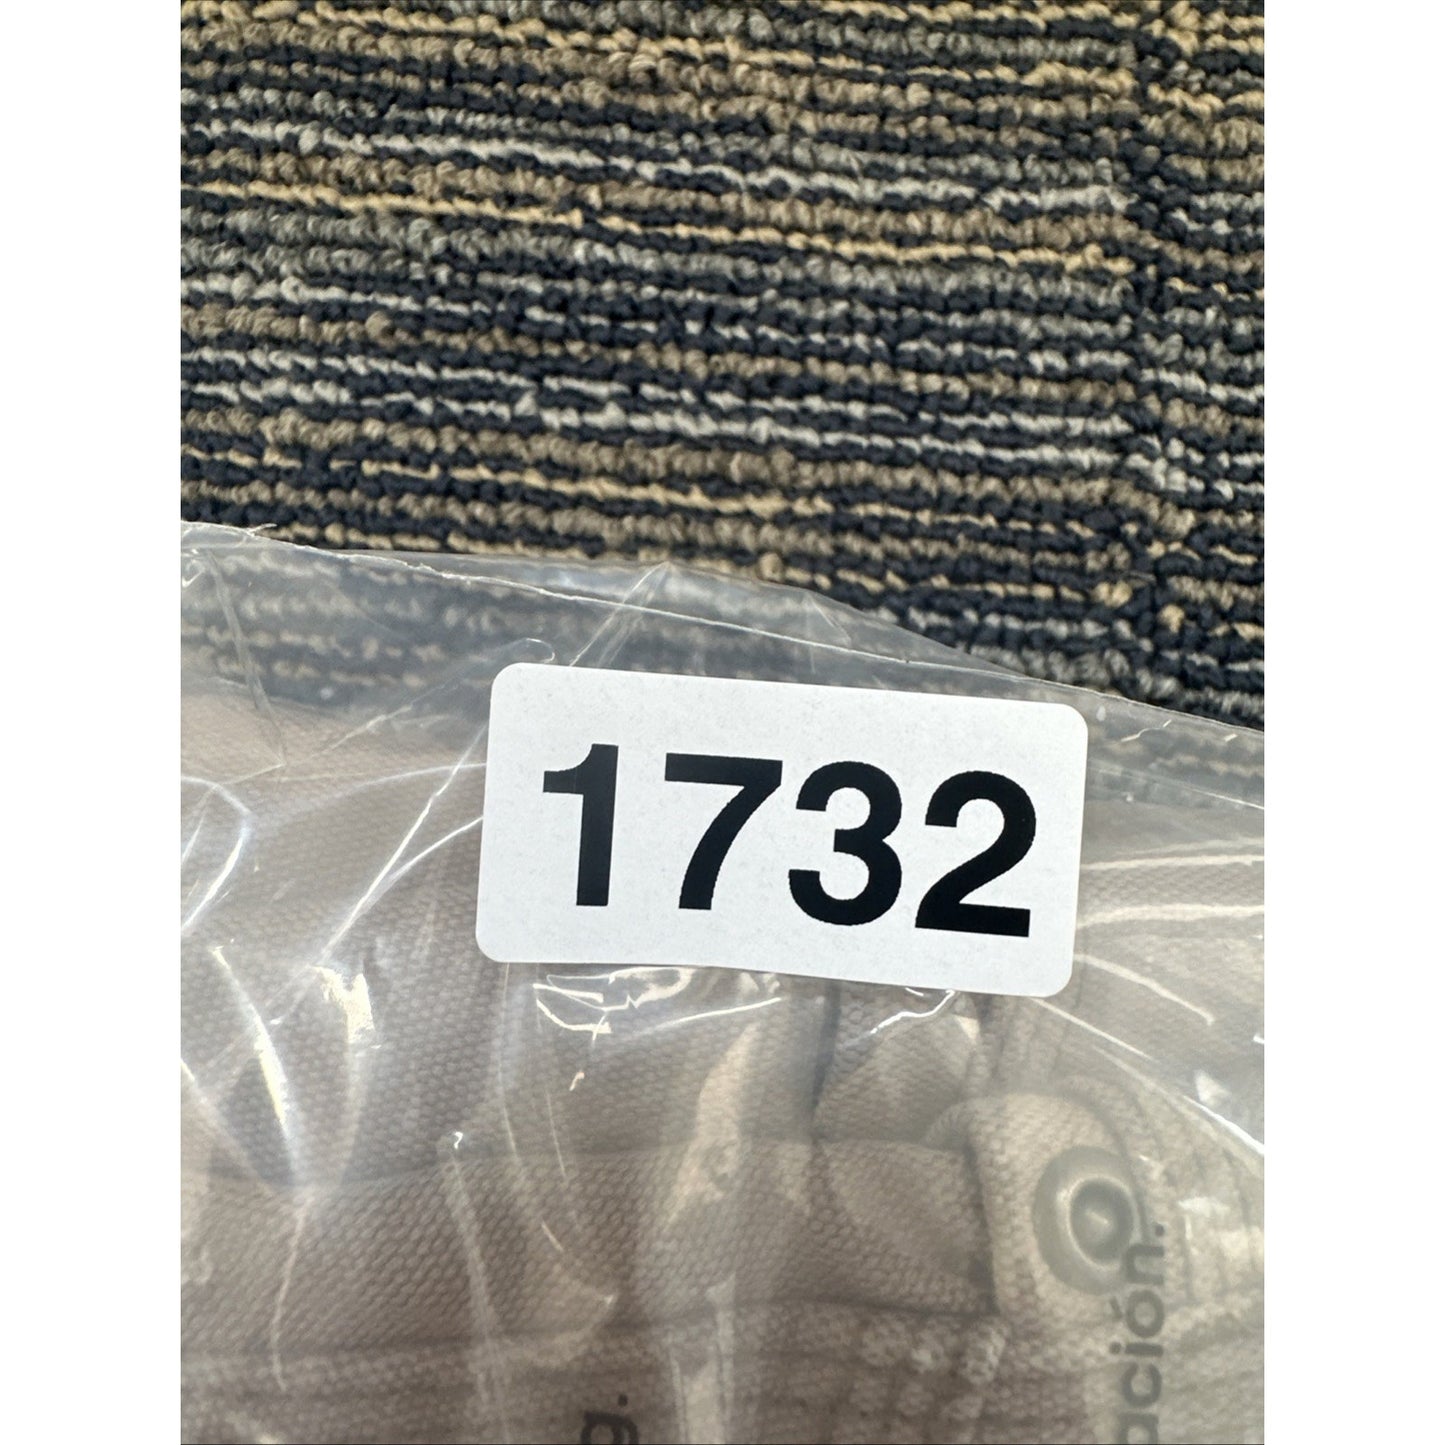 1732
ación.
g.